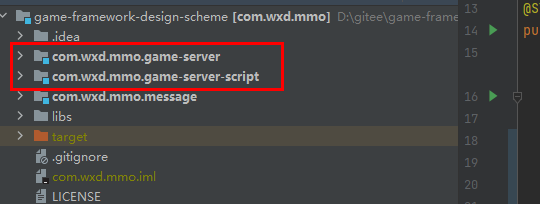 game-framework-design-scheme [com.wxd.mmo] D:\gitee\game-frame
.idea
com.wxd.mmo.game-server
com.wxd.mmo.game-server-script
com.wxd.mmo.message
libs
target
.gitignore
com.wxd.mmo.iml
LICENSE
13 @S
14 pu
15
16
17
18
19
20
21